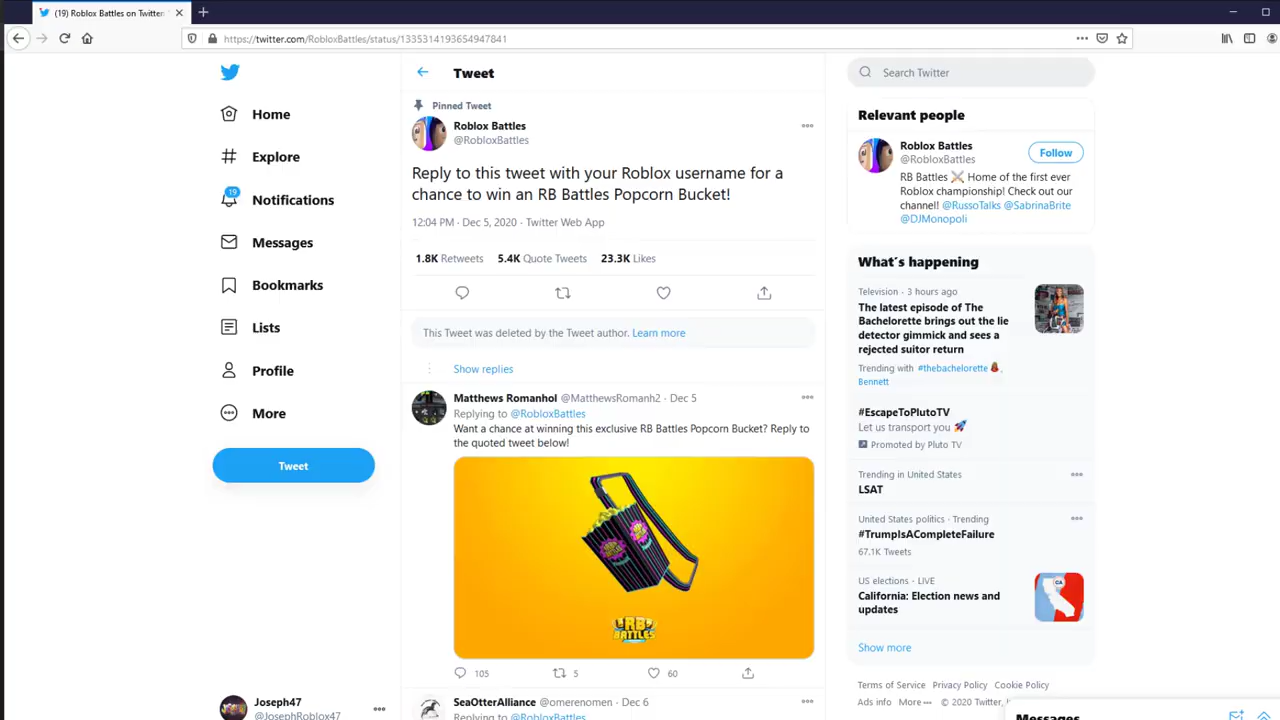 (19) Roblox Battles on Twitter
https://twitter.com/RobloxBattles/status/1335314193654947841
Home
Explore
19
Notifications
Messages
Bookmarks
Lists
Profile
More
Tweet
Joseph47
@JosephRoblox47
Tweet
Pinned Tweet
Roblox Battles
@RobloxBattles
Reply to this tweet with your Roblox username for a
chance to win an RB Battles Popcorn Bucket!
12:04 PM · Dec 5, 2020 · Twitter Web App
1.8K Retweets 5.4K Quote Tweets 23.3K Likes
This Tweet was deleted by the Tweet author. Learn more
Show replies
Matthews Romanhol @MatthewsRomanh2 · Dec 5
Replying to @RobloxBattles
Want a chance at winning this exclusive RB Battles Popcorn Bucket? Reply to
the quoted tweet below!
RB
BATTLES
105 5 60
SeaOtterAlliance @omerenomen · Dec 6
Replying to @RobloxBattles
Search Twitter
Relevant people
Roblox Battles
@RobloxBattles
Follow
RB Battles ⚔ Home of the first ever
Roblox championship! Check out our
channel! @RussoTalks @SabrinaBrite
@DJMonopoli
What's happening
Television · 3 hours ago
The latest episode of The
Bachelorette brings out the lie
detector gimmick and sees a
rejected suitor return
Trending with #thebachelorette ,
Bennett
#EscapeToPlutoTV
Let us transport you 🚀
Promoted by Pluto TV
Trending in United States
LSAT
United States politics · Trending
#TrumpIsACompleteFailure
67.1K Tweets
US elections · LIVE
California: Election news and
updates
CA
Show more
Terms of Service Privacy Policy Cookie Policy
Ads info More ··· © 2020 Twitter,
Messages